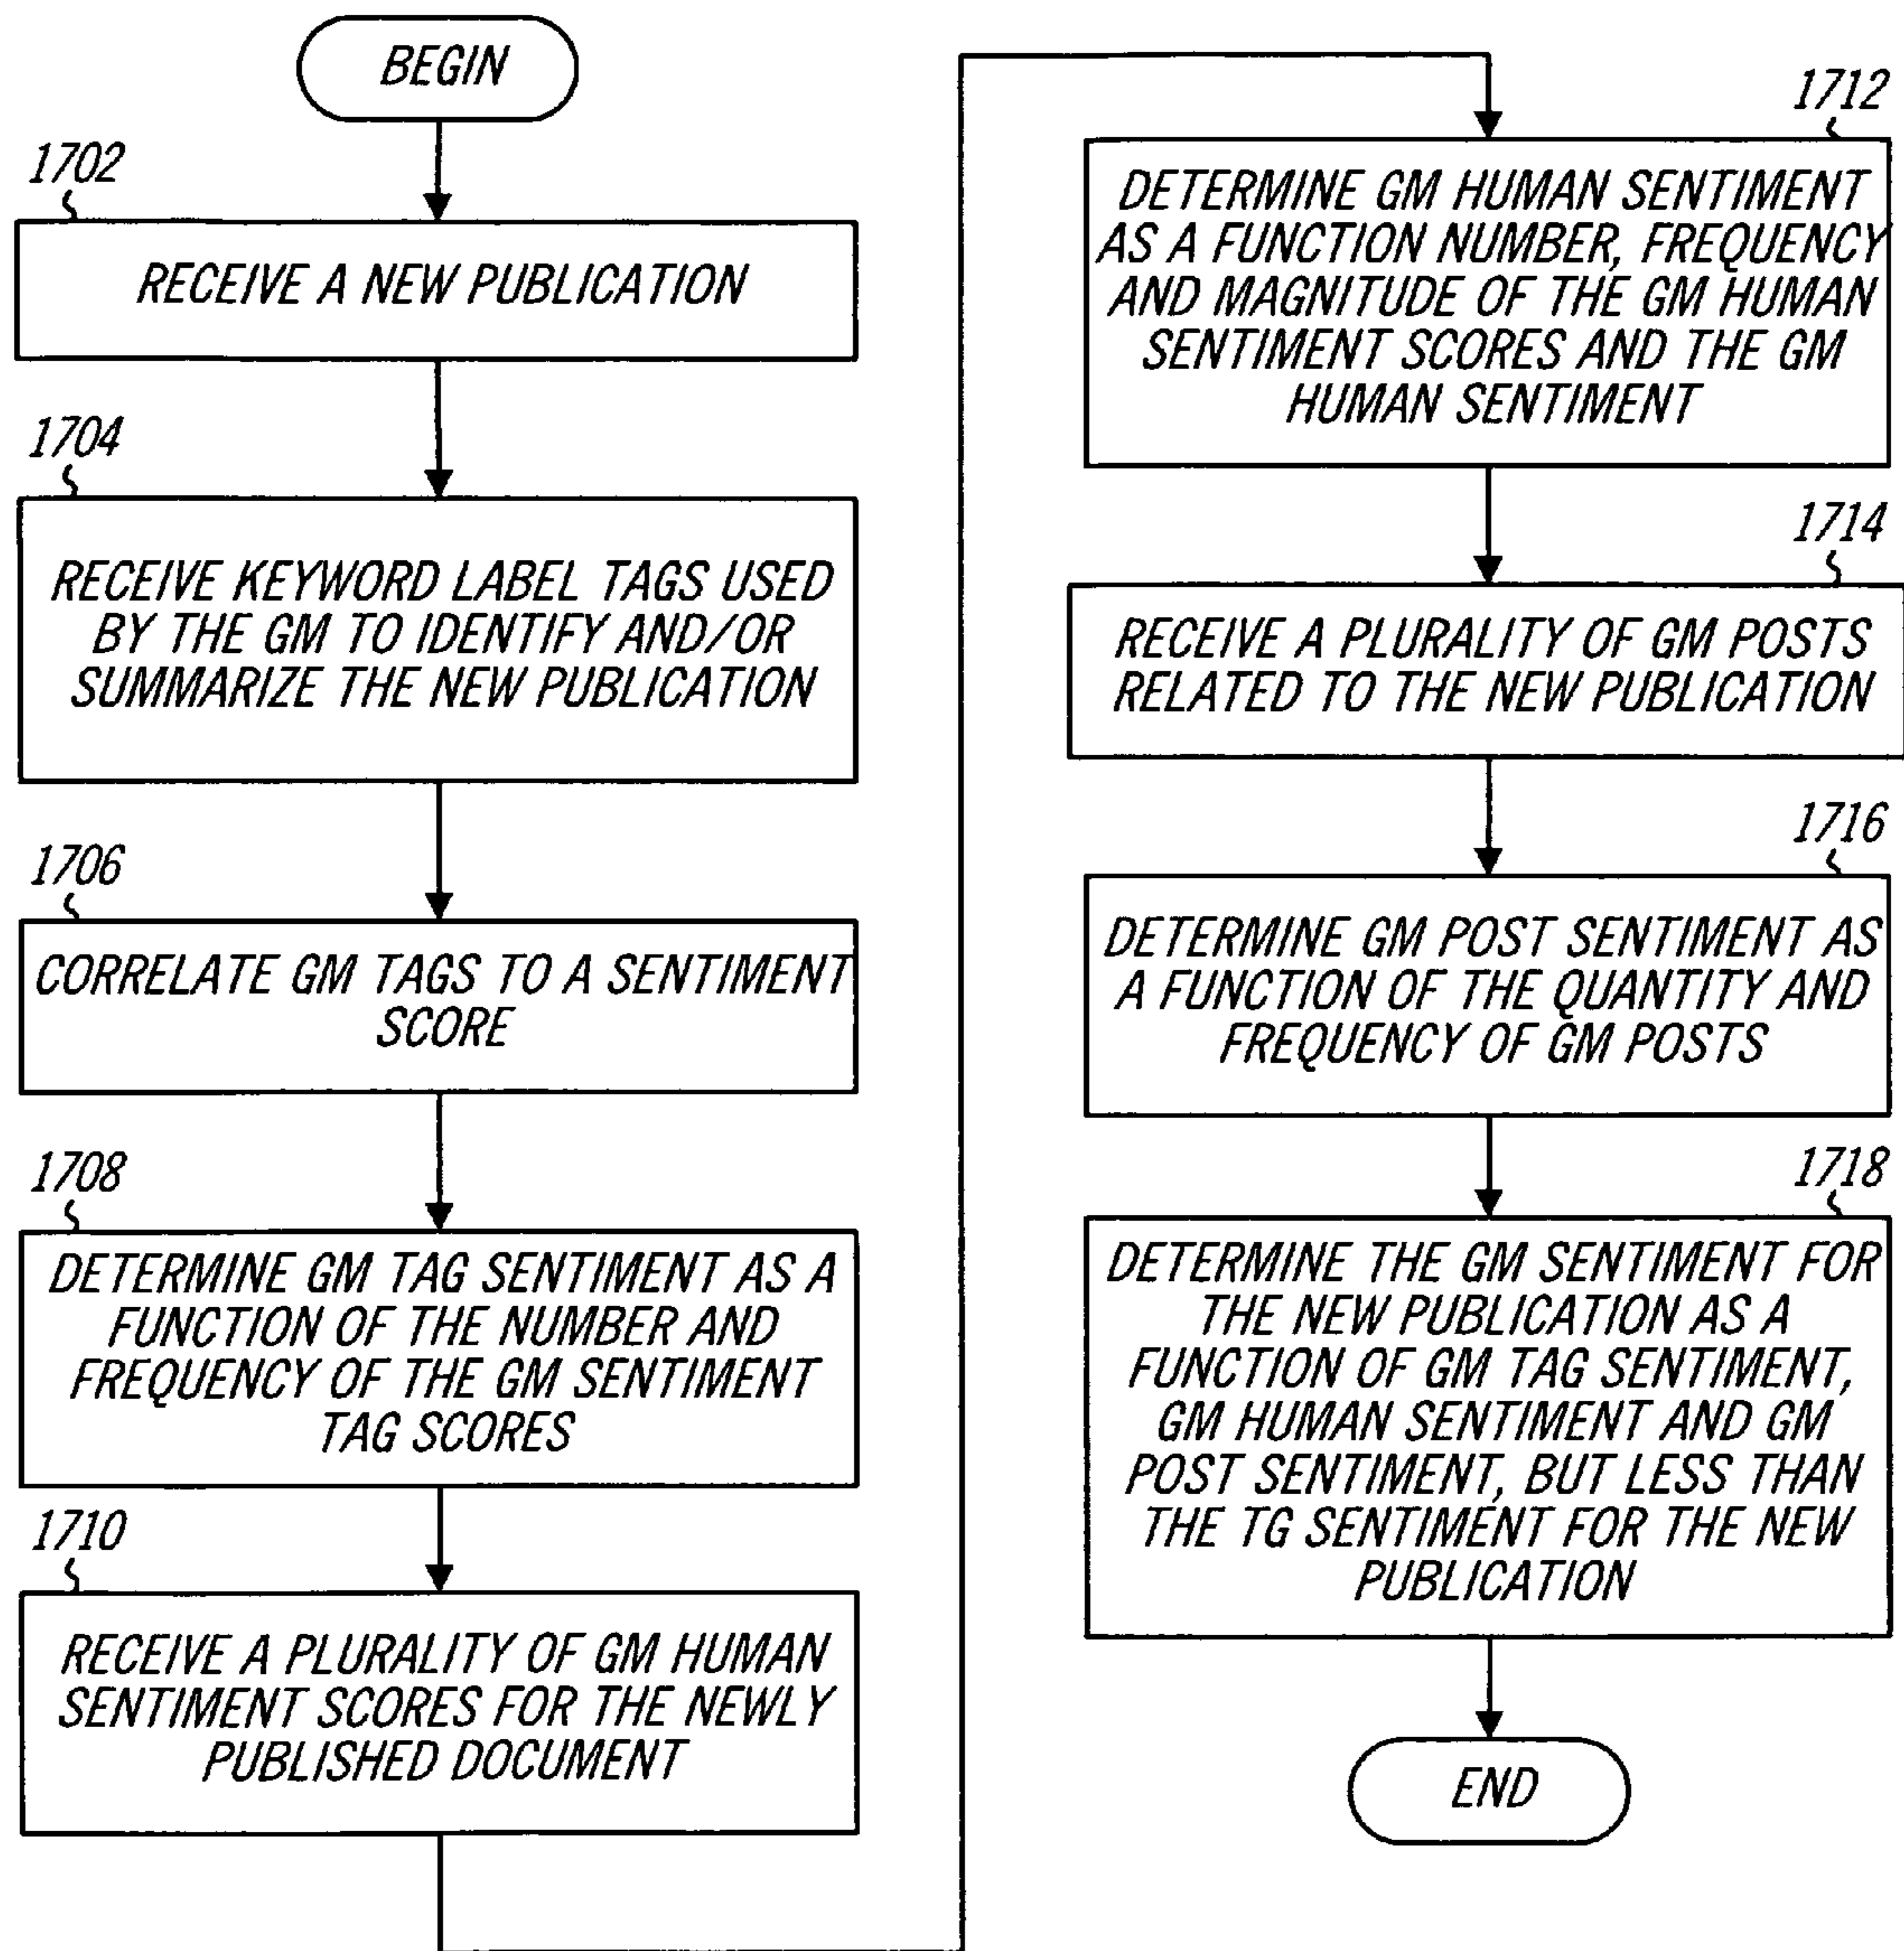 BEGIN
1702
RECEIVE A NEW PUBLICATION
1704
RECEIVE KEYWORD LABEL TAGS USED
BY THE GM TO IDENTIFY AND/OR
SUMMARIZE THE NEW PUBLICATION
1706
CORRELATE GM TAGS TO A SENTIMENT
SCORE
1708
DETERMINE GM TAG SENTIMENT AS A
FUNCTION OF THE NUMBER AND
FREQUENCY OF THE GM SENTIMENT
TAG SCORES
1710
RECEIVE A PLURALITY OF GM HUMAN
SENTIMENT SCORES FOR THE NEWLY
PUBLISHED DOCUMENT
1712
DETERMINE GM HUMAN SENTIMENT
AS A FUNCTION NUMBER, FREQUENCY
AND MAGNITUDE OF THE GM HUMAN
SENTIMENT SCORES AND THE GM
HUMAN SENTIMENT
1714
RECEIVE A PLURALITY OF GM POSTS
RELATED TO THE NEW PUBLICATION
1716
DETERMINE GM POST SENTIMENT AS
A FUNCTION OF THE QUANTITY AND
FREQUENCY OF GM POSTS
1718
DETERMINE THE GM SENTIMENT FOR
THE NEW PUBLICATION AS A
FUNCTION OF GM TAG SENTIMENT,
GM HUMAN SENTIMENT AND GM
POST SENTIMENT, BUT LESS THAN
THE TG SENTIMENT FOR THE NEW
PUBLICATION
END